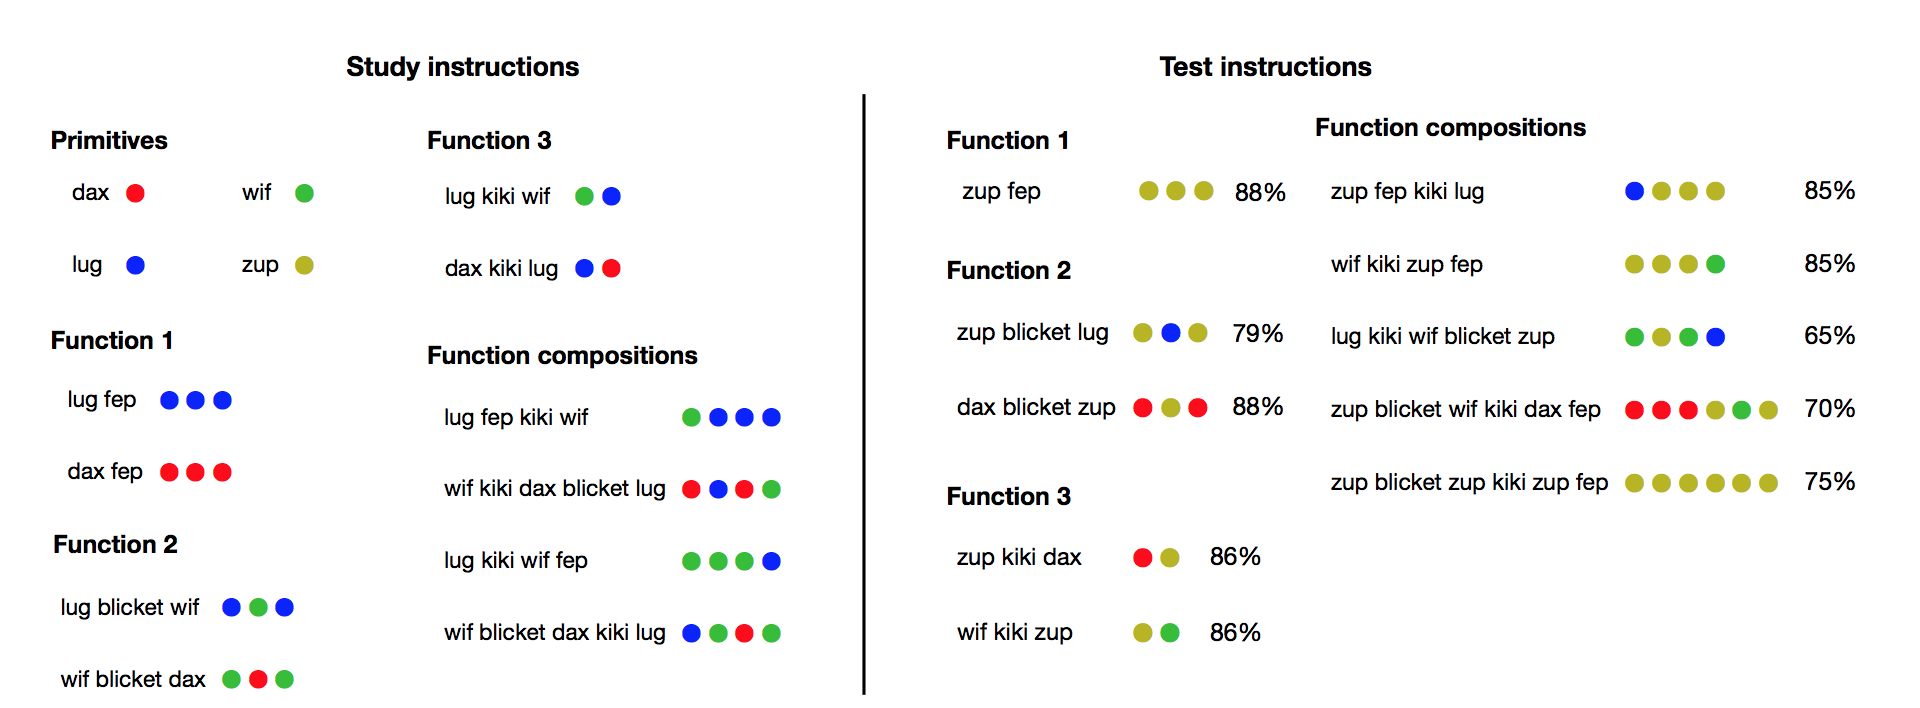 Study instructions
Primitives
dax
wif
lug
zup
Function 1
lug fep
dax fep
Function 2
lug blicket wif
wif blicket dax
Function 3
lug kiki wif
dax kiki lug
Function compositions
lug fep kiki wif
wif kiki dax blicket lug
lug kiki wif fep
wif blicket dax kiki lug
Test instructions
Function 1
zup fep 88%
Function 2
zup blicket lug 79%
dax blicket zup 88%
Function 3
zup kiki dax 86%
wif kiki zup 86%
Function compositions
zup fep kiki lug 85%
wif kiki zup fep 85%
lug kiki wif blicket zup 65%
zup blicket wif kiki dax fep 70%
zup blicket zup kiki zup fep 75%